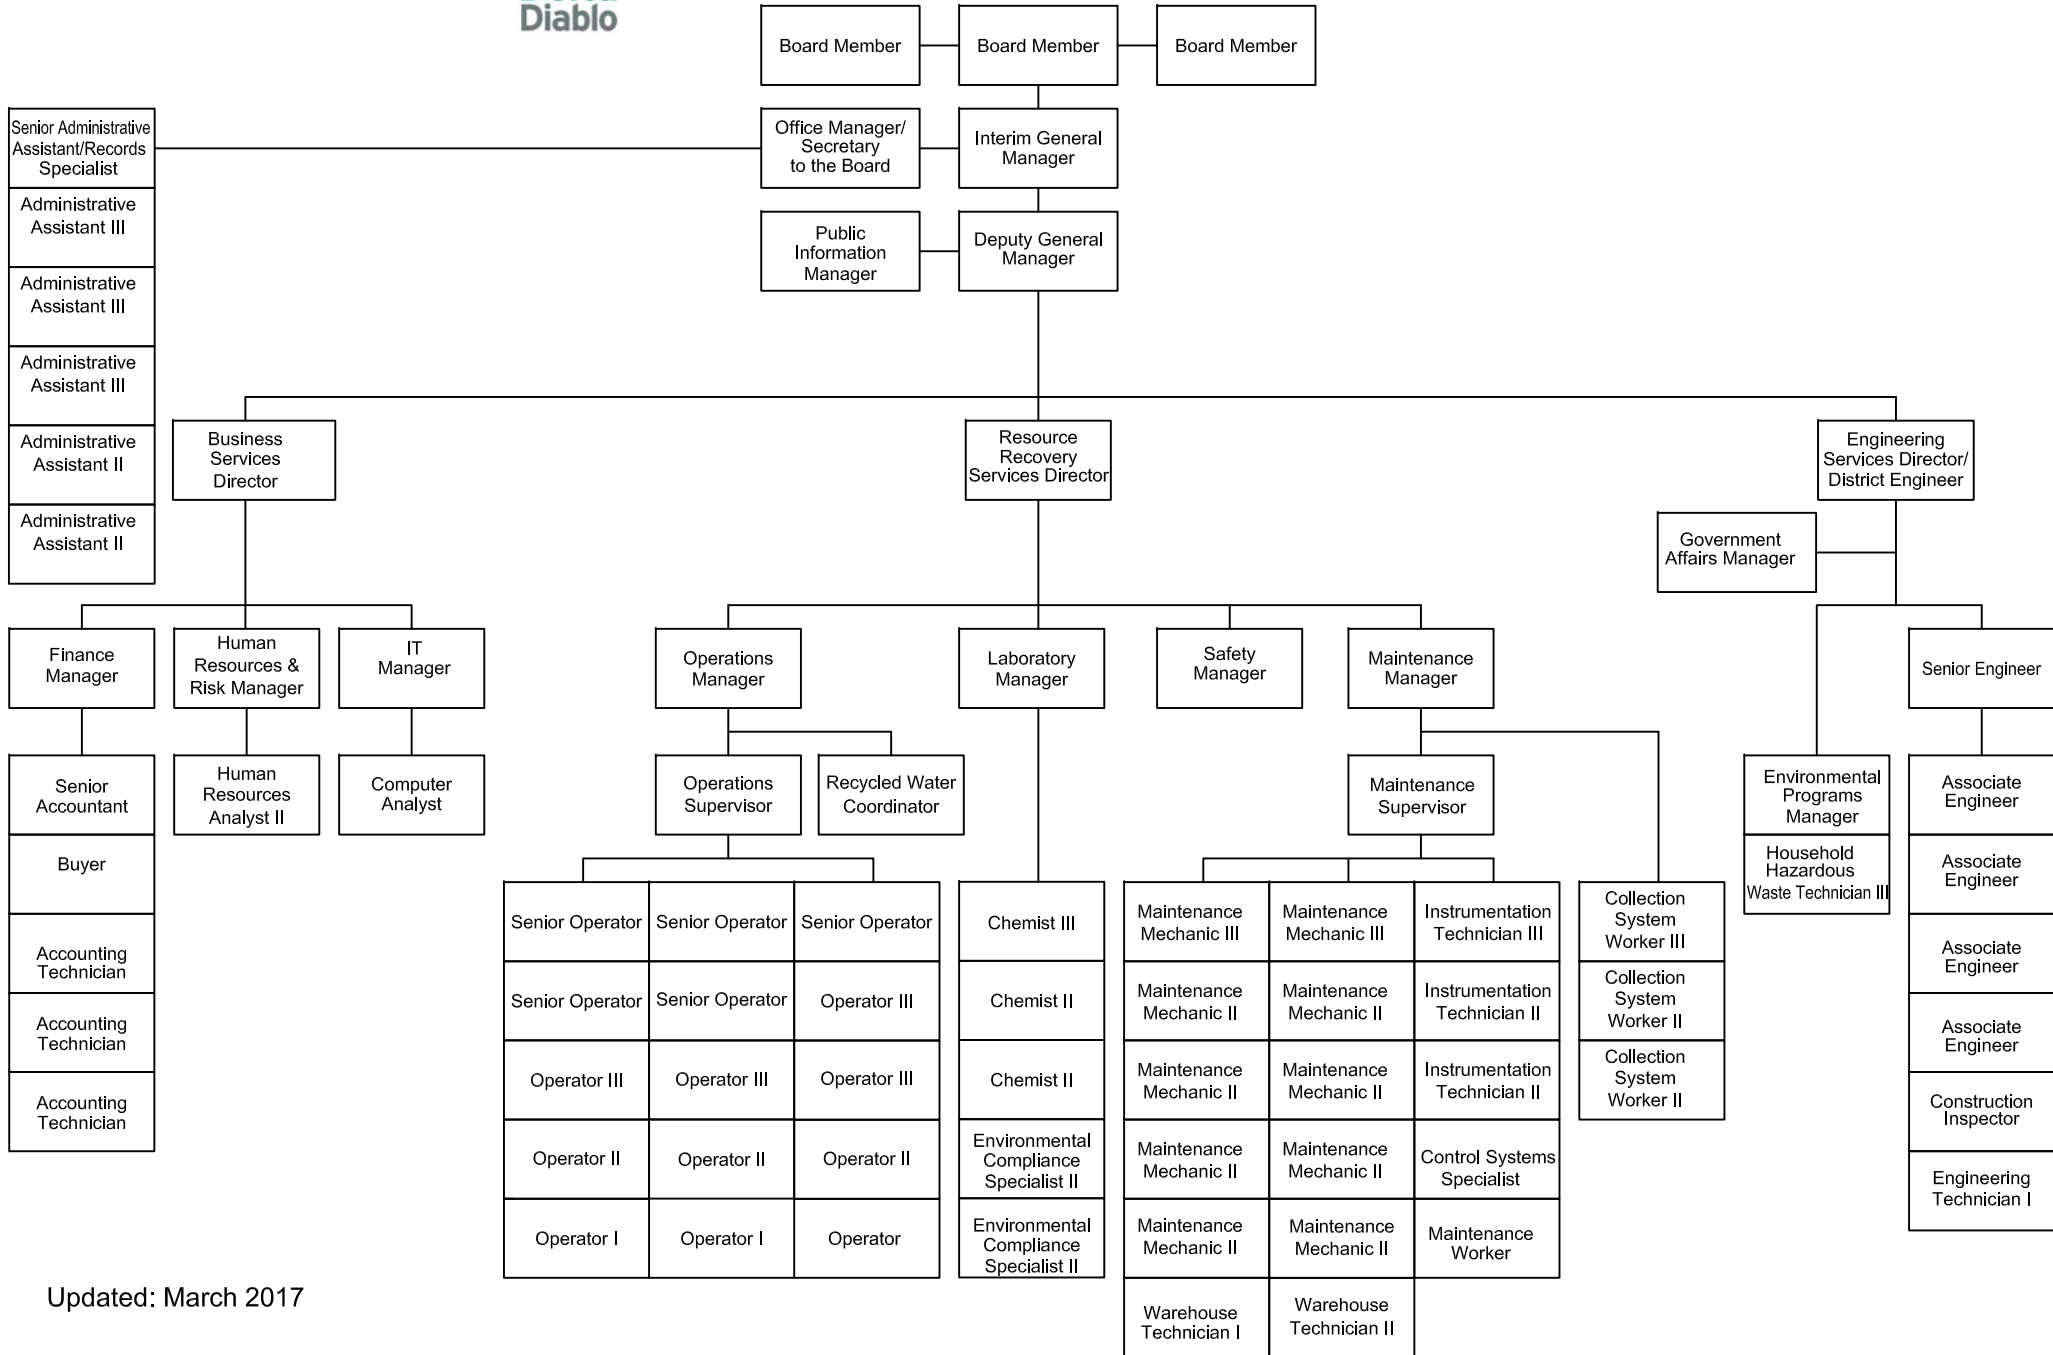 Diablo
Board Member
Board Member
Board Member
Senior Administrative
Assistant/Records
Specialist
Office Manager/
Secretary
to the Board
Interim General
Manager
Administrative
Assistant III
Public
Information
Manager
Deputy General
Manager
Administrative
Assistant III
Administrative
Assistant III
Administrative
Assistant II
Administrative
Assistant II
Business
Services
Director
Resource
Recovery
Services Director
Engineering
Services Director/
District Engineer
Government
Affairs Manager
Finance
Manager
Human
Resources &
Risk Manager
IT
Manager
Operations
Manager
Laboratory
Manager
Safety
Manager
Maintenance
Manager
Senior Engineer
Senior
Accountant
Human
Resources
Analyst II
Computer
Analyst
Operations
Supervisor
Recycled Water
Coordinator
Maintenance
Supervisor
Environmental
Programs
Manager
Associate
Engineer
Buyer
Household
Hazardous
Waste Technician III
Associate
Engineer
Accounting
Technician
Accounting
Technician
Accounting
Technician
Senior Operator
Senior Operator
Senior Operator
Senior Operator
Senior Operator
Operator III
Operator III
Operator III
Operator III
Operator II
Operator II
Operator II
Operator I
Operator I
Operator
Chemist III
Chemist II
Chemist II
Environmental
Compliance
Specialist II
Environmental
Compliance
Specialist II
Maintenance
Mechanic III
Maintenance
Mechanic III
Instrumentation
Technician III
Maintenance
Mechanic II
Maintenance
Mechanic II
Instrumentation
Technician II
Maintenance
Mechanic II
Maintenance
Mechanic II
Instrumentation
Technician II
Maintenance
Mechanic II
Maintenance
Mechanic II
Control Systems
Specialist
Maintenance
Mechanic II
Maintenance
Mechanic II
Maintenance
Worker
Warehouse
Technician I
Warehouse
Technician II
Collection
System
Worker III
Collection
System
Worker II
Collection
System
Worker II
Associate
Engineer
Associate
Engineer
Construction
Inspector
Engineering
Technician I
Updated: March 2017